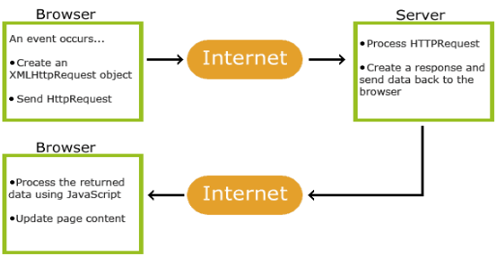 Browser
An event occurs...
•Create an
XMLHttpRequest object
•Send HttpRequest
Internet
Server
•Process HTTPRequest
•Create a response and
send data back to the
browser
Browser
•Process the returned
data using JavaScript
•Update page content
Internet